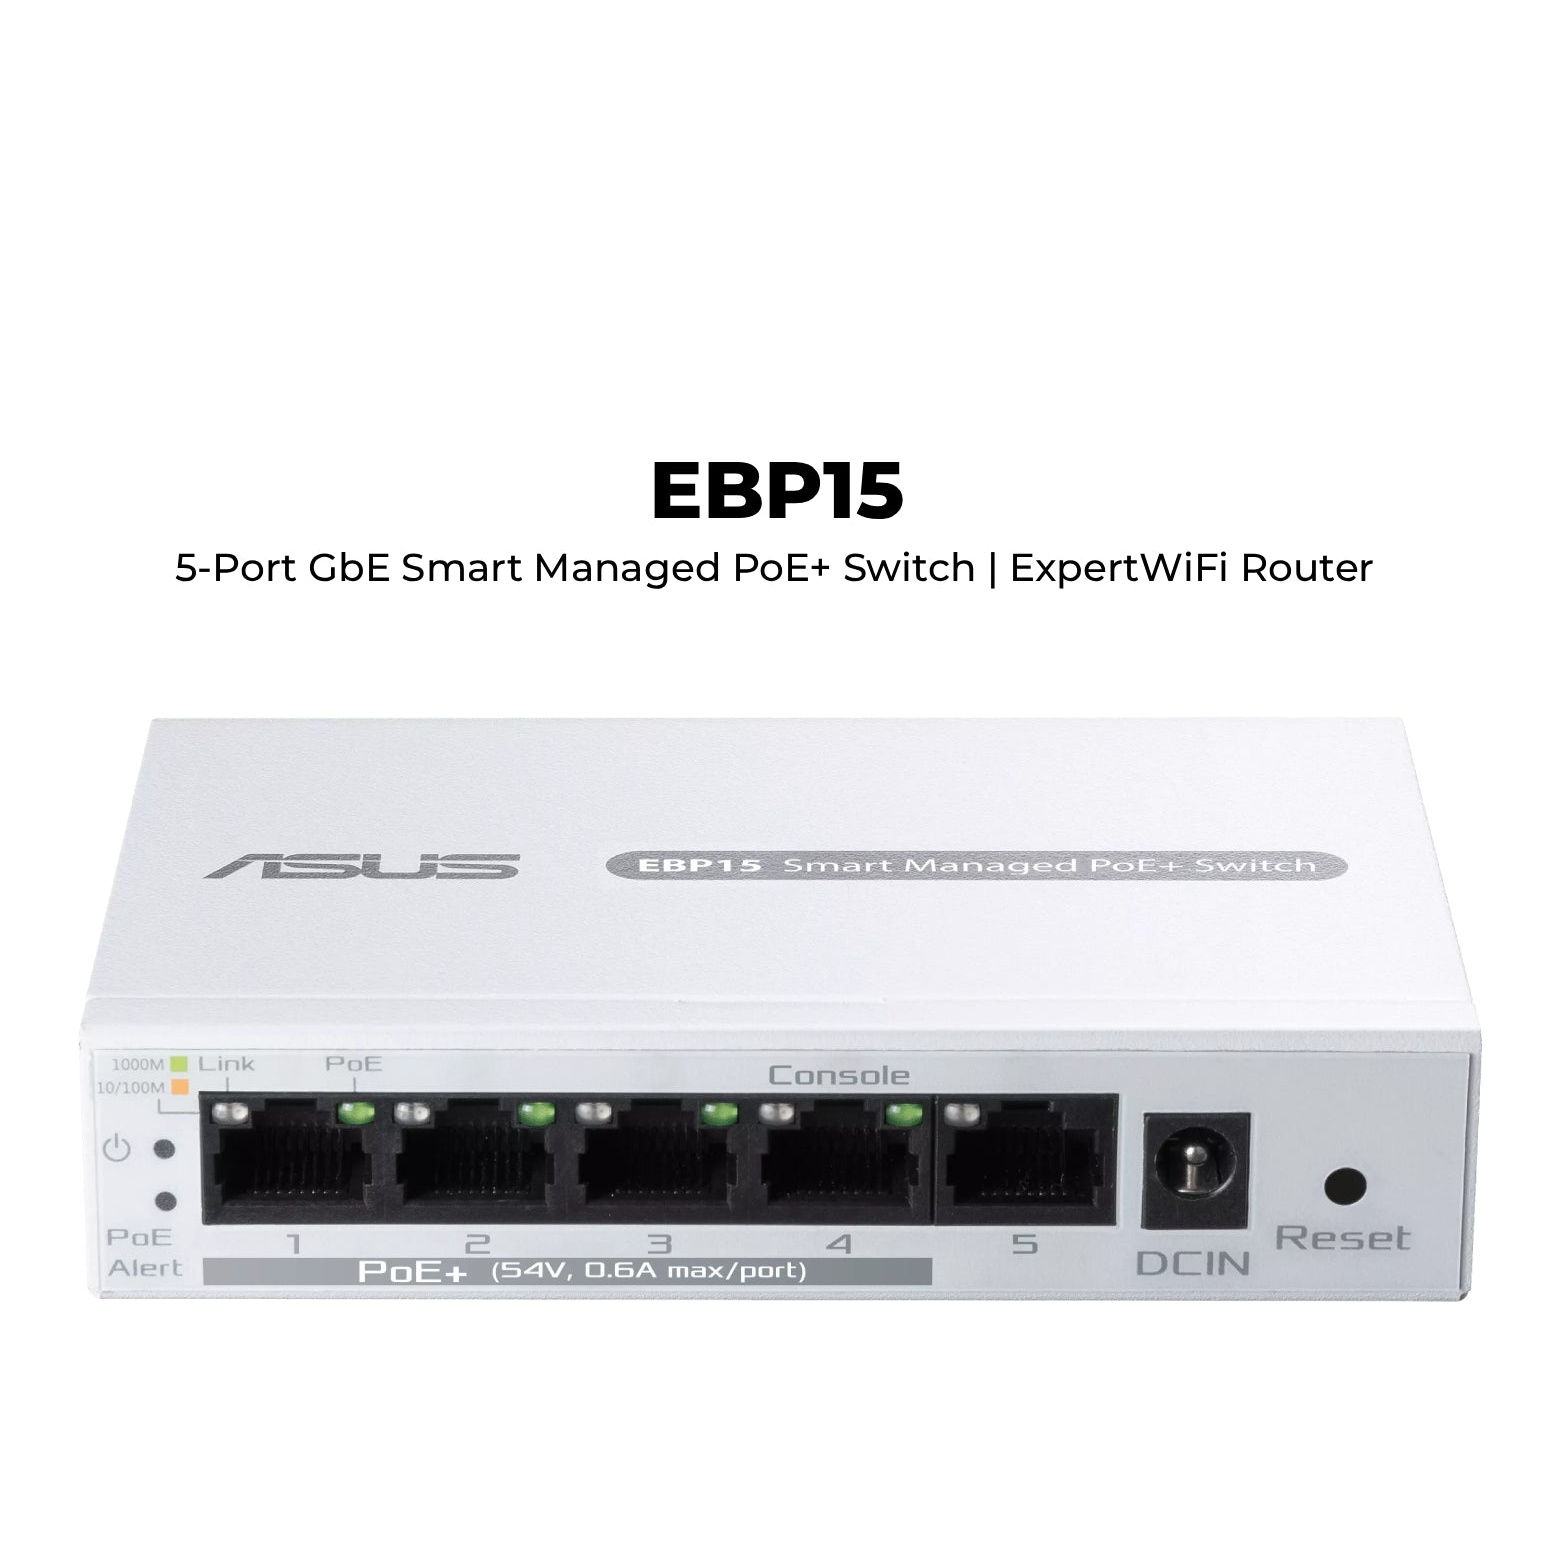 EBP15
5-Port GbE Smart Managed PoE+ Switch | ExpertWiFi Router
ASUS
EBP15 Smart Managed PoE+ Switch
1000M Link PoE
10/100M
Console
PoE
Alert
1 2 3 4 5
PoE+ (54V, 0.6A max/port)
DCIN
Reset